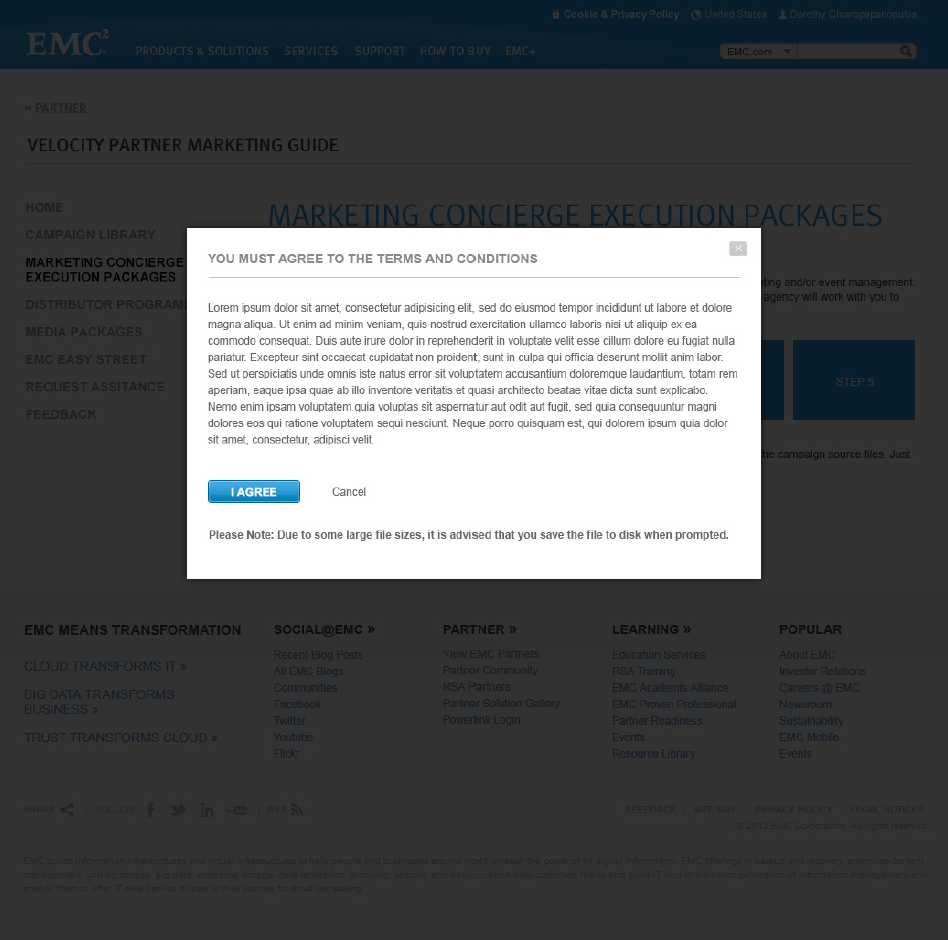 Cookie & Privacy Policy United States Dorothy Chiaropapanopulos
EMC²
PRODUCTS & SOLUTIONS SERVICES SUPPORT HOW TO BUY EMC+
EMC.com
« PARTNER
VELOCITY PARTNER MARKETING GUIDE
HOME
CAMPAIGN LIBRARY
MARKETING CONCIERGE
EXECUTION PACKAGES
DISTRIBUTOR PROGRAMS
MEDIA PACKAGES
EMC EASY STREET
REQUEST ASSITANCE
FEEDBACK
MARKETING CONCIERGE EXECUTION PACKAGES
and/or event management.
agency will work with you to
STEP 5
campaign source files. Just
YOU MUST AGREE TO THE TERMS AND CONDITIONS
Lorem ipsum dolor sit amet, consectetur adipisicing elit, sed do eiusmod tempor incididunt ut labore et dolore
magna aliqua. Ut enim ad minim veniam, quis nostrud exercitation ullamco laboris nisi ut aliquip ex ea
commodo consequat. Duis aute irure dolor in reprehenderit in voluptate velit esse cillum dolore eu fugiat nulla
pariatur. Excepteur sint occaecat cupidatat non proident, sunt in culpa qui officia deserunt mollit anim labor.
Sed ut perspiciatis unde omnis iste natus error sit voluptatem accusantium doloremque laudantium, totam rem
aperiam, eaque ipsa quae ab illo inventore veritatis et quasi architecto beatae vitae dicta sunt explicabo.
Nemo enim ipsam voluptatem quia voluptas sit aspernatur aut odit aut fugit, sed quia consequuntur magni
dolores eos qui ratione voluptatem sequi nesciunt. Neque porro quisquam est, qui dolorem ipsum quia dolor
sit amet, consectetur, adipisci velit.
I AGREE Cancel
Please Note: Due to some large file sizes, it is advised that you save the file to disk when prompted.
EMC MEANS TRANSFORMATION
CLOUD TRANSFORMS IT »
BIG DATA TRANSFORMS
BUSINESS »
TRUST TRANSFORMS CLOUD »
SOCIAL@EMC »
Recent Blog Posts
All EMC Blogs
Communities
Facebook
Twitter
Youtube
Flickr
PARTNER »
View EMC Partners
Partner Community
RSA Partners
Partner Solution Gallery
Powerlink Login
LEARNING »
Education Services
RSA Training
EMC Academis Alliance
EMC Proven Professional
Partner Readiness
Events
Resource Library
POPULAR
About EMC
Investor Relations
Careers @ EMC
Newsroom
Sustainability
EMC Mobile
Events
SHARE | FOLLOW | RSS
FEEDBACK | SITE MAP PRIVACY POLICY | LEGAL NOTICES
© 2012 EMC Corporation. All rights reserved.
EMC builds information infrastructures and virtual infrastructures to help people and businesses around world unleash the power of their digital information. EMC offerings in backup and recovery, enterprise content
management, unified storage, big data, enterprise storage, data federation, archiving, security, and deduplication help customers and build IT trust in their next generation of information management and
enable them to offer IT-as-a-Service as part of their journey to cloud computing.